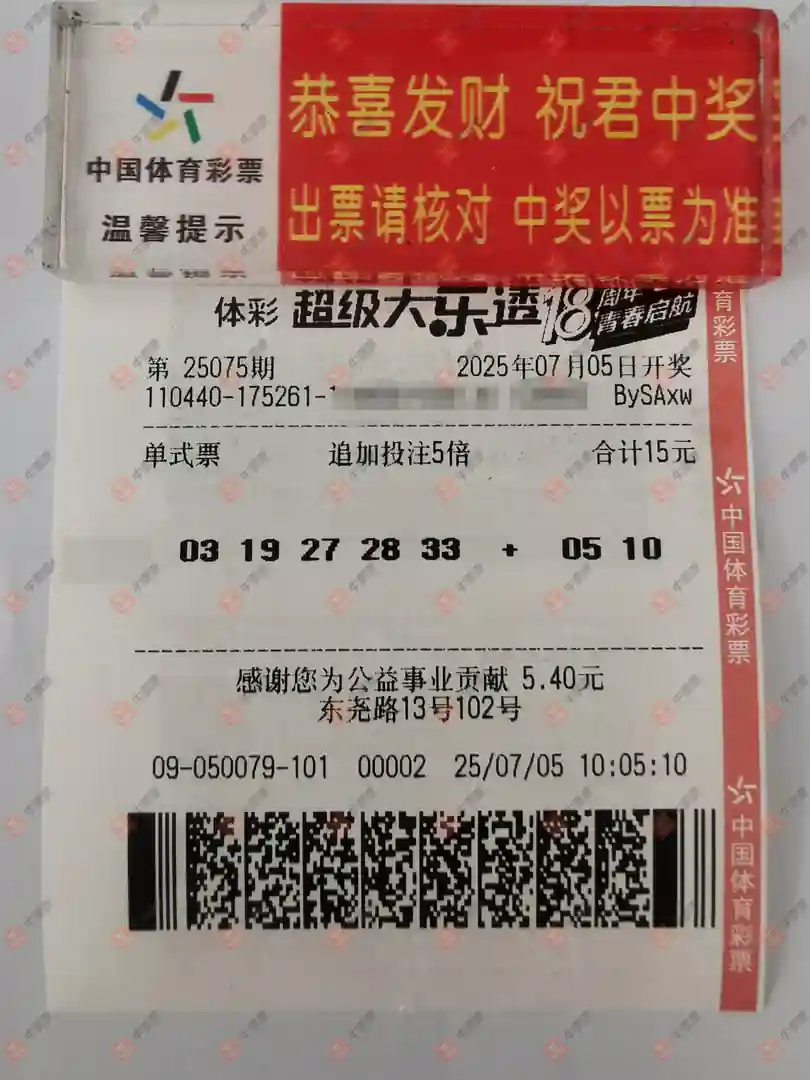 中国体育彩票
温馨提示
恭喜发财 祝君中奖
出票请核对 中奖以票为准
体彩 超级大乐透 18周年 青春启航
第 25075期 2025年07月05日开奖
110440-175261- BySAxw
单式票 追加投注5倍 合计15元
03 19 27 28 33 + 05 10
感谢您为公益事业贡献 5.40元
东尧路13号102号
09-050079-101 00002 25/07/05 10:05:10
育彩票
中国体育彩票
中国体育彩票